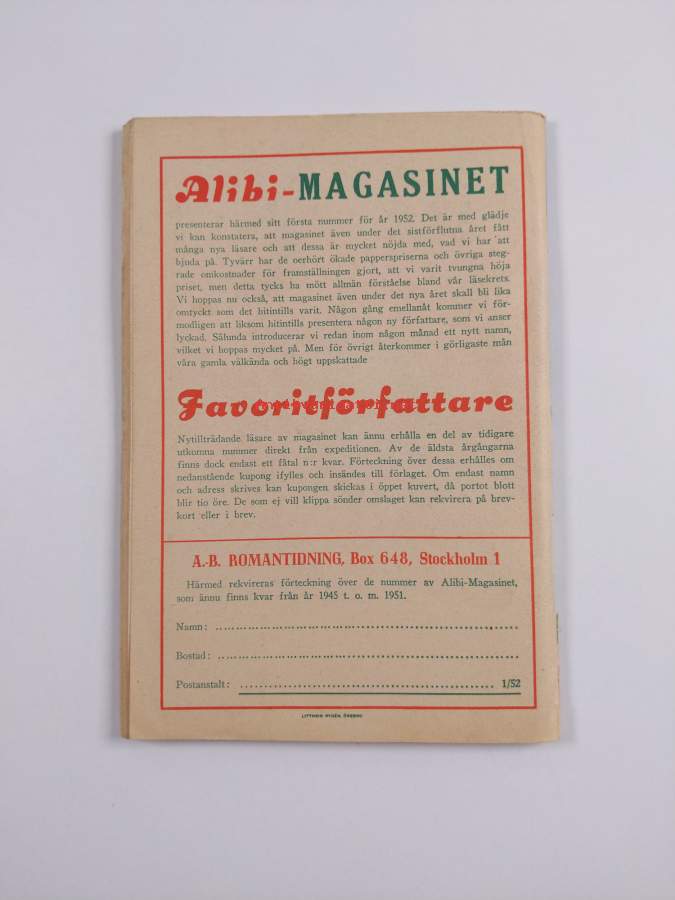 Alibi-MAGASINET
presenterar härmed sitt första nummer för år 1952. Det är med glädje
vi kan konstatera, att magasinet även under det sistförflutna året fått
många nya läsare och att dessa är mycket nöjda med, vad vi har att
bjuda på. Tyvärr har de oerhört ökade papperspriserna och övriga steg-
rade omkostnader för framställningen gjort, att vi varit tvungna höja
priset, men detta tycks ha mött allmän förståelse bland vår läsekrets.
Vi hoppas nu också, att magasinet även under det nya året skall bli lika
omtyckt som det hitintills varit. Någon gång emellanåt kommer vi för-
modligen att liksom hitintills presentera någon ny författare, som vi anser
lyckad. Sålunda introducerar vi redan inom någon månad ett nytt namn,
vilket vi hoppas mycket på. Men för övrigt återkommer i görligaste mån
våra gamla välkända och högt uppskattade
Favoritförfattare
Nytillträdande läsare av magasinet kan ännu erhålla en del av tidigare
utkomna nummer direkt från expeditionen. Av de äldsta årgångarna
finns dock endast ett fåtal n:r kvar. Förteckning över dessa erhålles om
nedanstående kupong ifylles och insändes till förlaget. Om endast namn
och adress skrives kan kupongen skickas i öppet kuvert, då portot blott
blir tio öre. De som ej vill klippa sönder omslaget kan rekvirera på brev-
kort eller i brev.
A.-B. ROMANTIDNING, Box 648, Stockholm 1
Härmed rekvireras förteckning över de nummer av Alibi-Magasinet,
som ännu finns kvar från år 1945 t. o. m. 1951.
Namn:
Bostad:
Postanstalt: 1/52